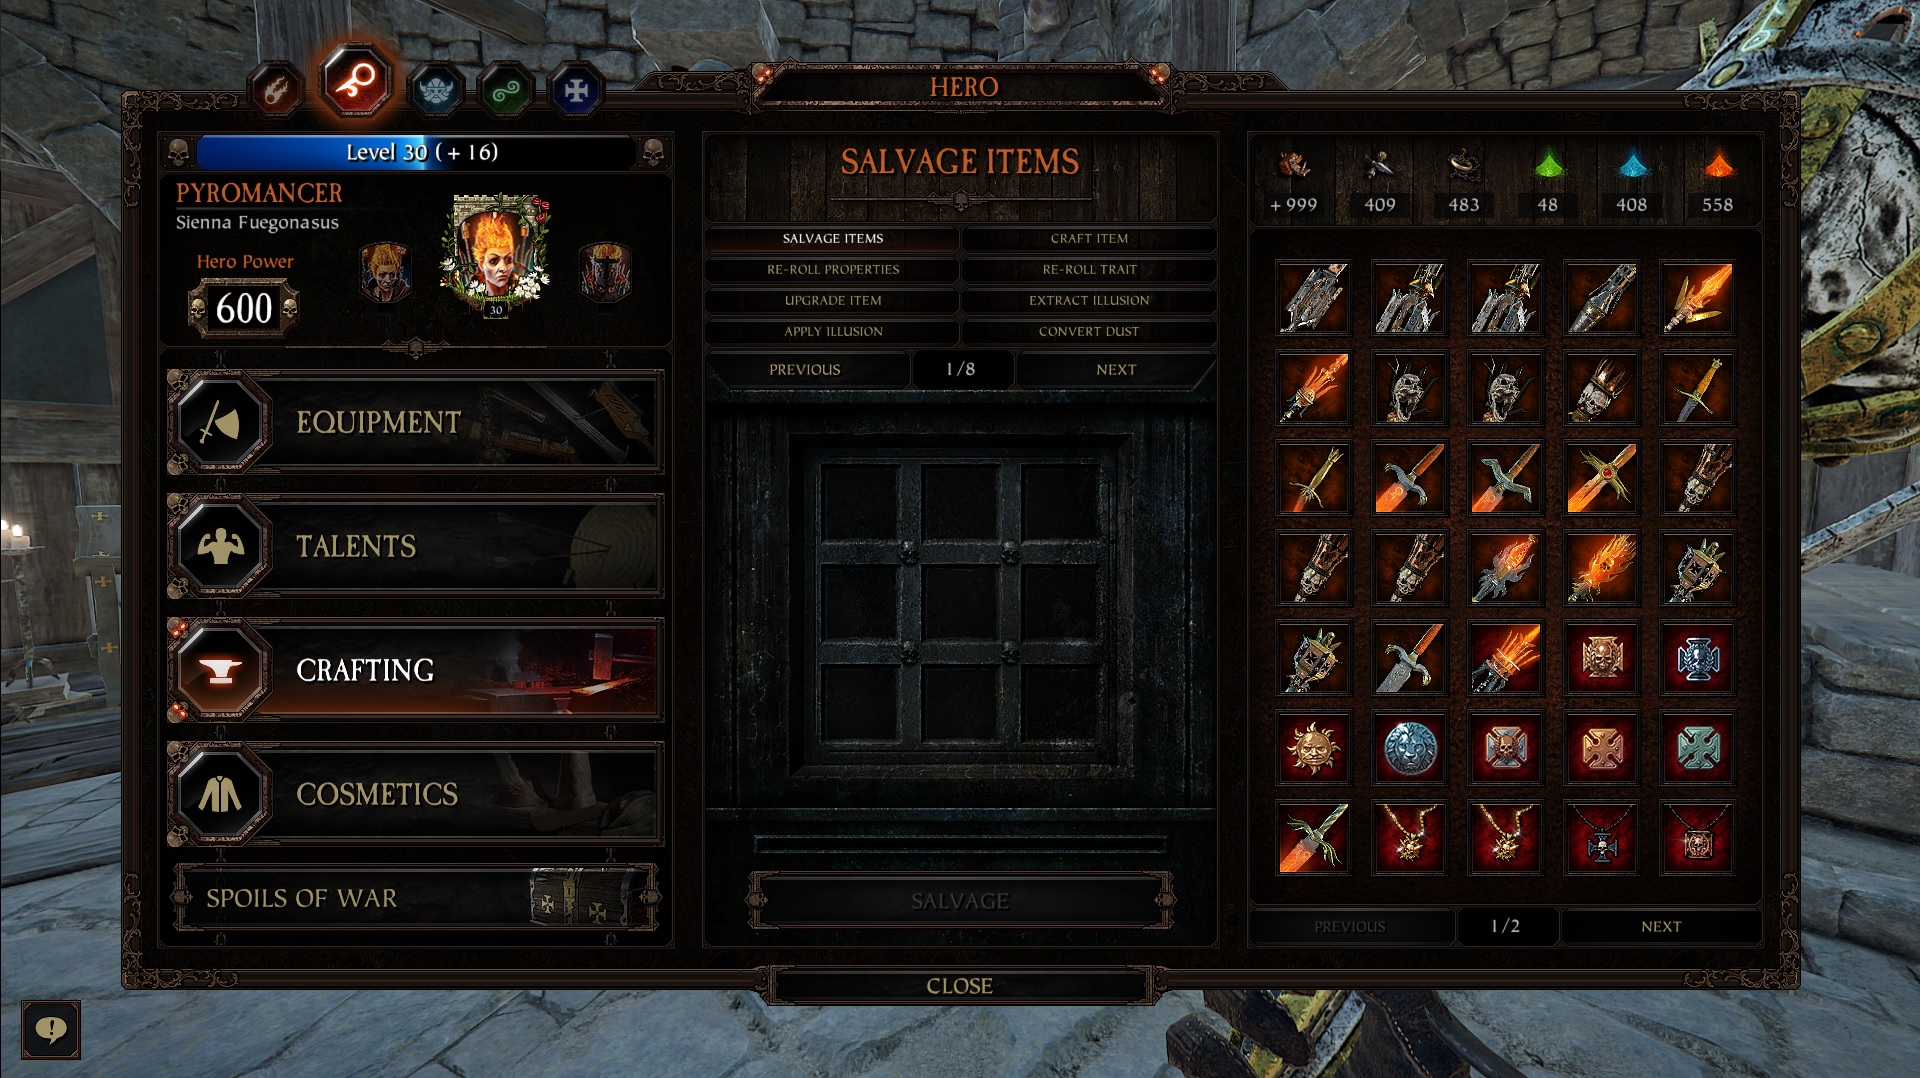 HERO
Level 30 ( + 16)
PYROMANCER
Sienna Fuegonasus
Hero Power
600
30
EQUIPMENT
TALENTS
CRAFTING
COSMETICS
SPOILS OF WAR
SALVAGE ITEMS
SALVAGE ITEMS
CRAFT ITEM
RE-ROLL PROPERTIES
RE-ROLL TRAIT
UPGRADE ITEM
EXTRACT ILLUSION
APPLY ILLUSION
CONVERT DUST
PREVIOUS
1/8
NEXT
SALVAGE
+ 999
409
483
48
408
558
PREVIOUS
1/2
NEXT
CLOSE